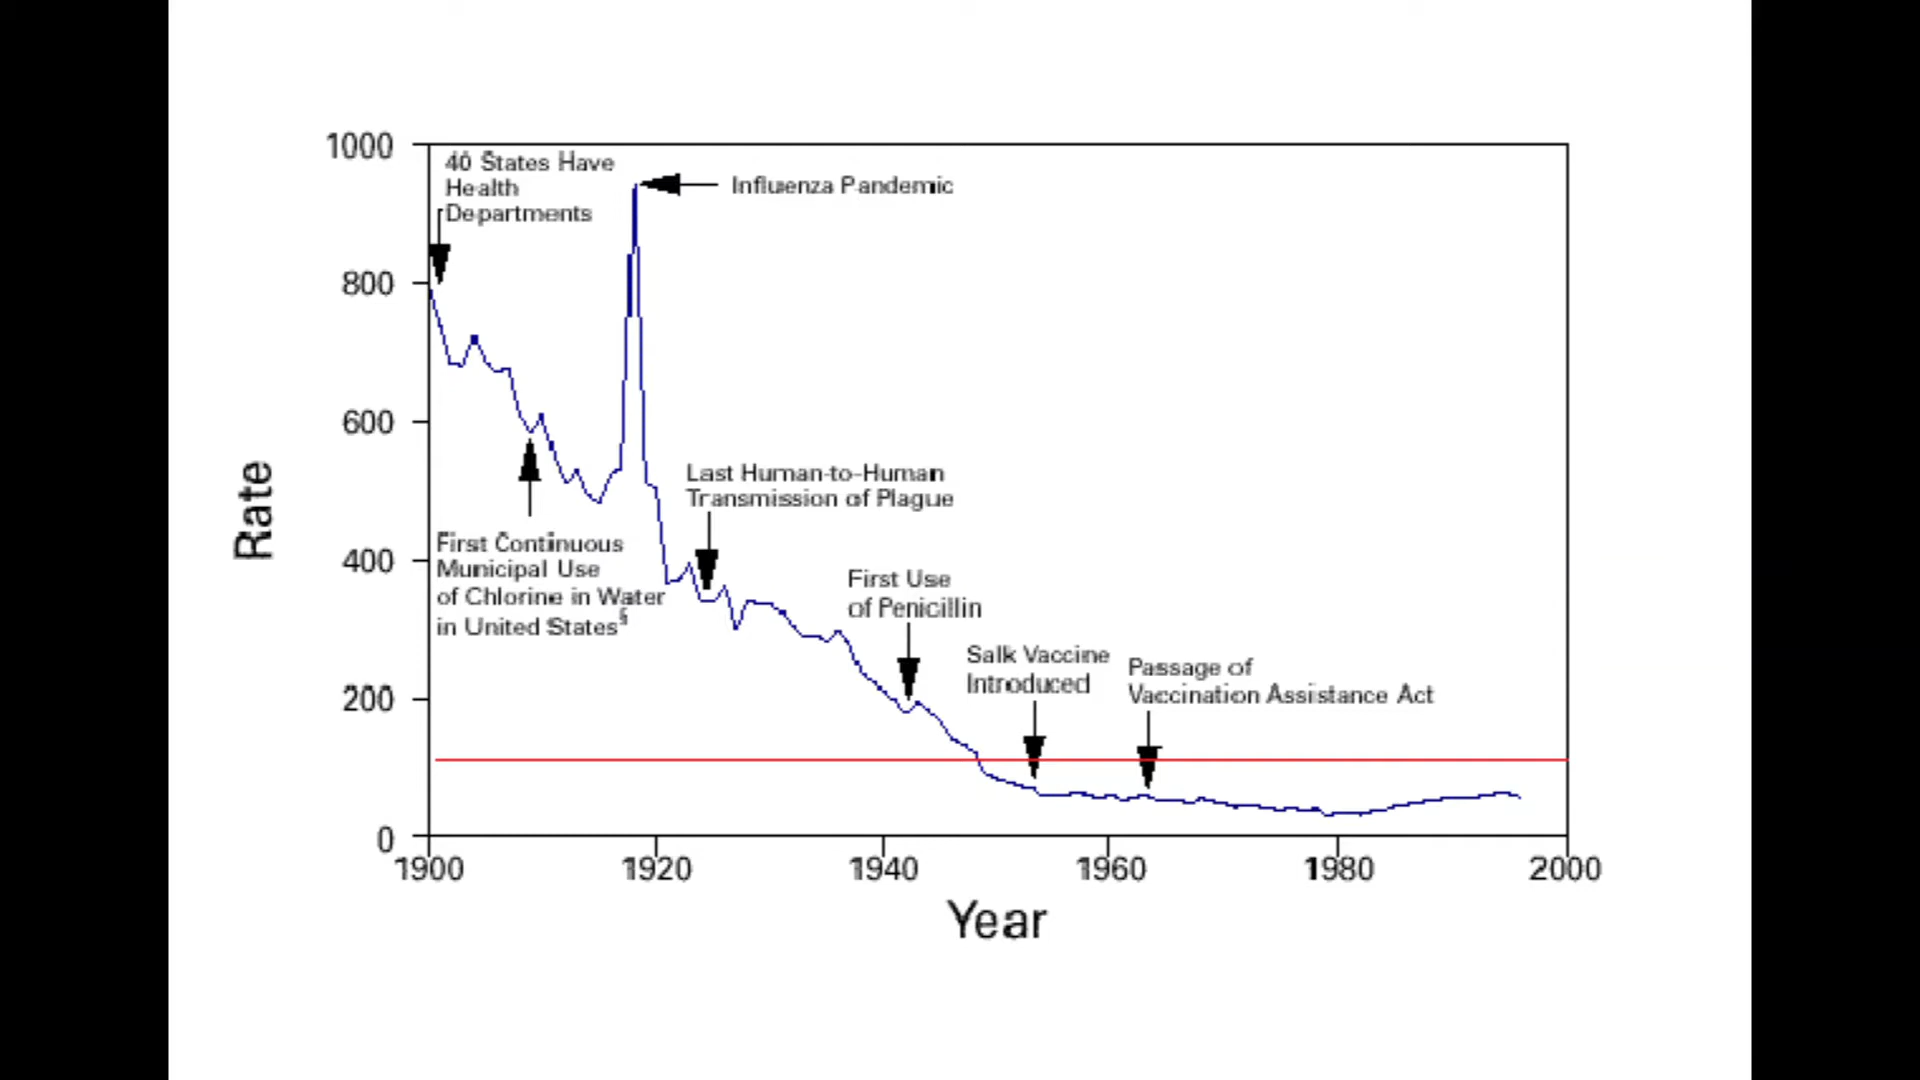 1000
40 States Have
Health
Departments
Influenza Pandemic
800
600
Last Human-to-Human
Transmission of Plague
First Continuous
Municipal Use
of Chlorine in Water
in United States§
400
First Use
of Penicillin
Salk Vaccine
Introduced
Passage of
Vaccination Assistance Act
200
0
Rate
1900 1920 1940 1960 1980 2000
Year